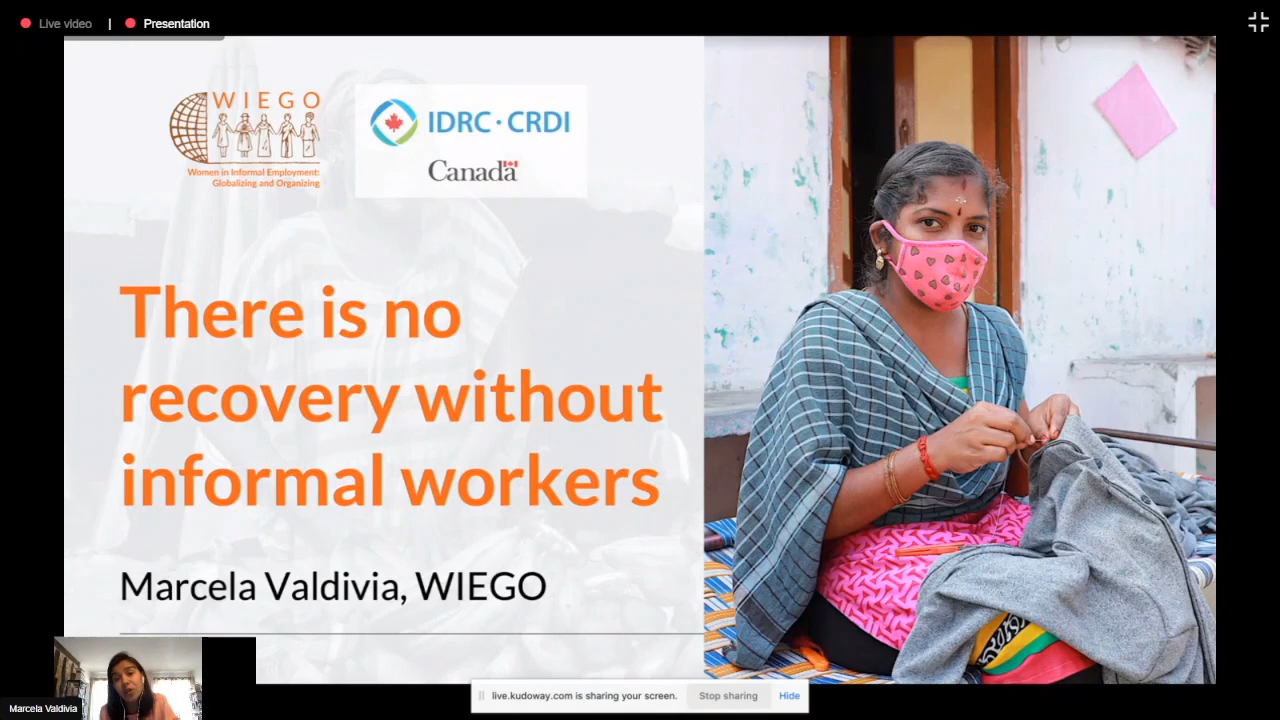 Live video | Presentation
WIEGO
Women in Informal Employment:
Globalizing and Organizing
IDRC · CRDI
Canada
There is no
recovery without
informal workers
Marcela Valdivia, WIEGO
Marcela Valdivia
live.kudoway.com is sharing your screen. Stop sharing Hide